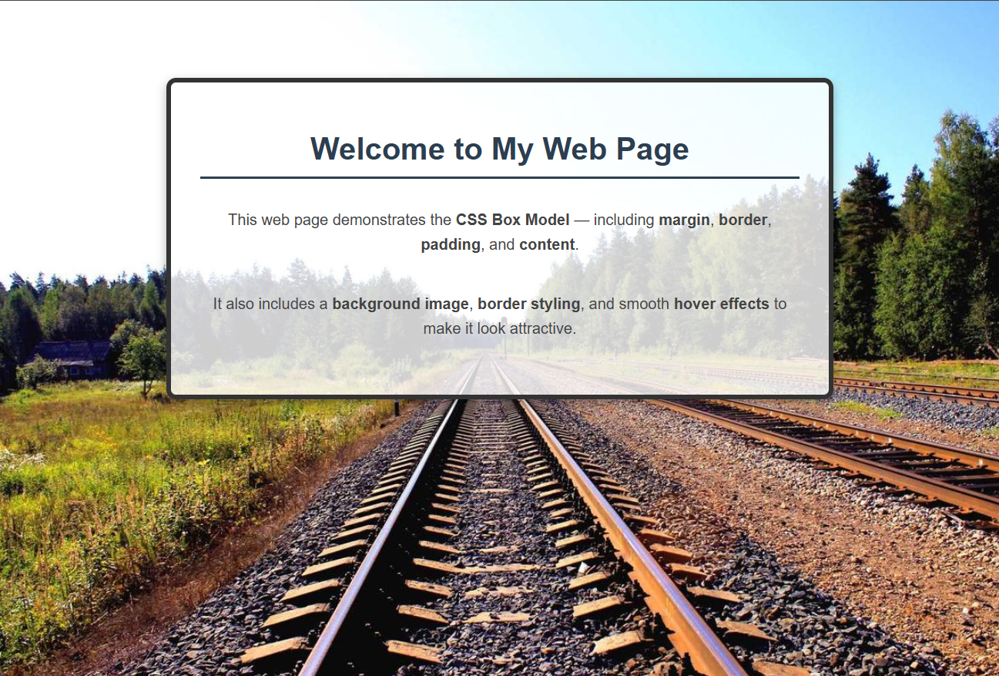 Welcome to My Web Page
This web page demonstrates the CSS Box Model — including margin, border,
padding, and content.
It also includes a background image, border styling, and smooth hover effects to
make it look attractive.